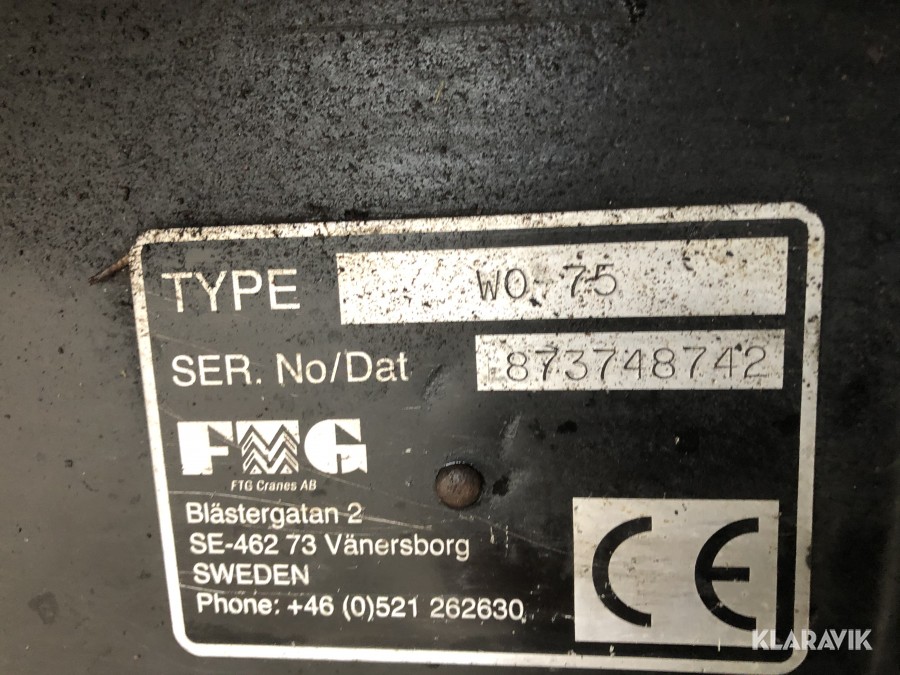 TYPE WO 75
SER. No/Dat 873748742
FMG
FTG Cranes AB
Blästergatan 2
SE-462 73 Vänersborg
SWEDEN
Phone: +46 (0)521 262630
CE
KLARAVIK